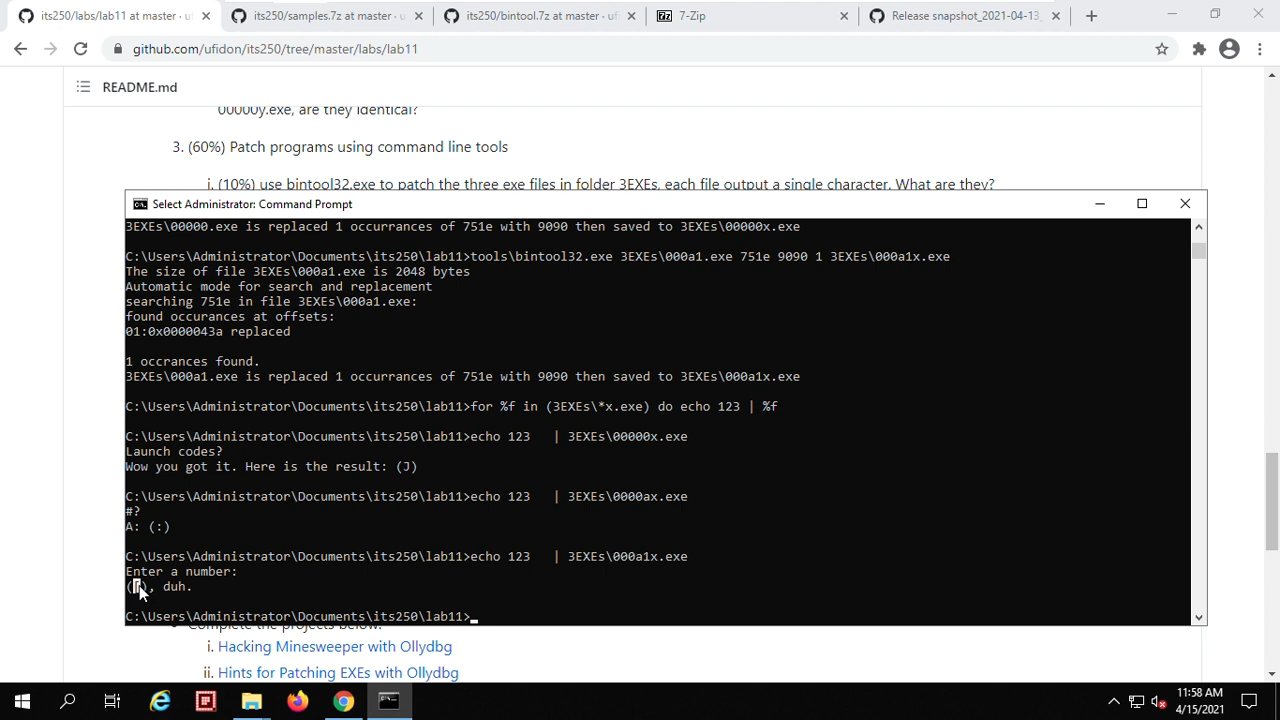 its250/labs/lab11 at master · u
its250/samples.7z at master · u
its250/bintool.7z at master · uf
7-Zip
Release snapshot_2021-04-13_
github.com/ufidon/its250/tree/master/labs/lab11
README.md
00000y.exe, are they identical?
3. (60%) Patch programs using command line tools
i. (10%) use bintool32.exe to patch the three exe files in folder 3EXEs, each file output a single character. What are they?
Select Administrator: Command Prompt
3EXEs\00000.exe is replaced 1 occurrances of 751e with 9090 then saved to 3EXEs\00000x.exe
C:\Users\Administrator\Documents\its250\lab11>tools\bintool32.exe 3EXEs\000a1.exe 751e 9090 1 3EXEs\000a1x.exe
The size of file 3EXEs\000a1.exe is 2048 bytes
Automatic mode for search and replacement
searching 751e in file 3EXEs\000a1.exe:
found occurances at offsets:
01:0x0000043a replaced
1 occrances found.
3EXEs\000a1.exe is replaced 1 occurrances of 751e with 9090 then saved to 3EXEs\000a1x.exe
C:\Users\Administrator\Documents\its250\lab11>for %f in (3EXEs\*x.exe) do echo 123 | %f
C:\Users\Administrator\Documents\its250\lab11>echo 123   | 3EXEs\00000x.exe
Launch codes?
Wow you got it. Here is the result: (J)
C:\Users\Administrator\Documents\its250\lab11>echo 123   | 3EXEs\0000ax.exe
#?
A: (:)
C:\Users\Administrator\Documents\its250\lab11>echo 123   | 3EXEs\000a1x.exe
Enter a number:
duh.
C:\Users\Administrator\Documents\its250\lab11>
Complete the projects below:
i. Hacking Minesweeper with Ollydbg
ii. Hints for Patching EXEs with Ollydbg
11:58 AM
4/15/2021